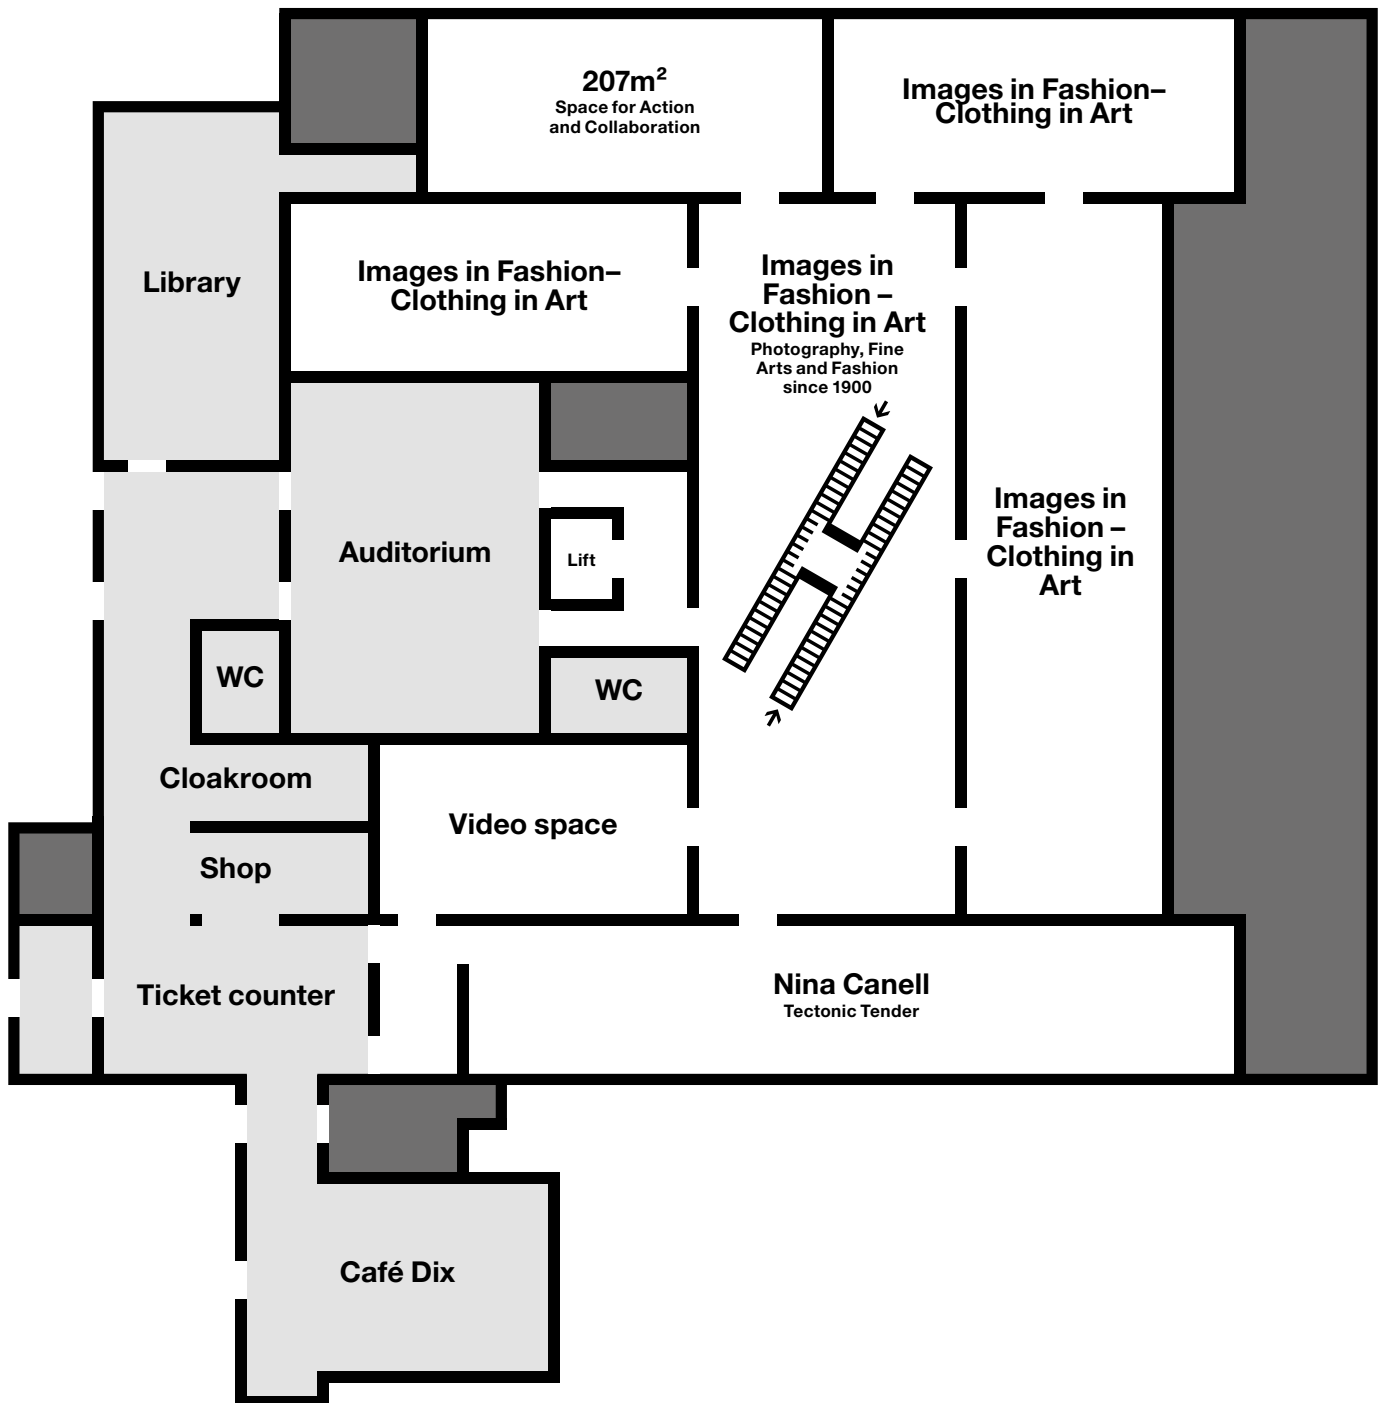 207m²
Space for Action
and Collaboration
Images in Fashion–
Clothing in Art
Library
Images in Fashion–
Clothing in Art
Images in
Fashion –
Clothing in Art
Photography, Fine
Arts and Fashion
since 1900
Images in
Fashion –
Clothing in
Art
Auditorium
Lift
WC
WC
Cloakroom
Video space
Shop
Ticket counter
Nina Canell
Tectonic Tender
Café Dix